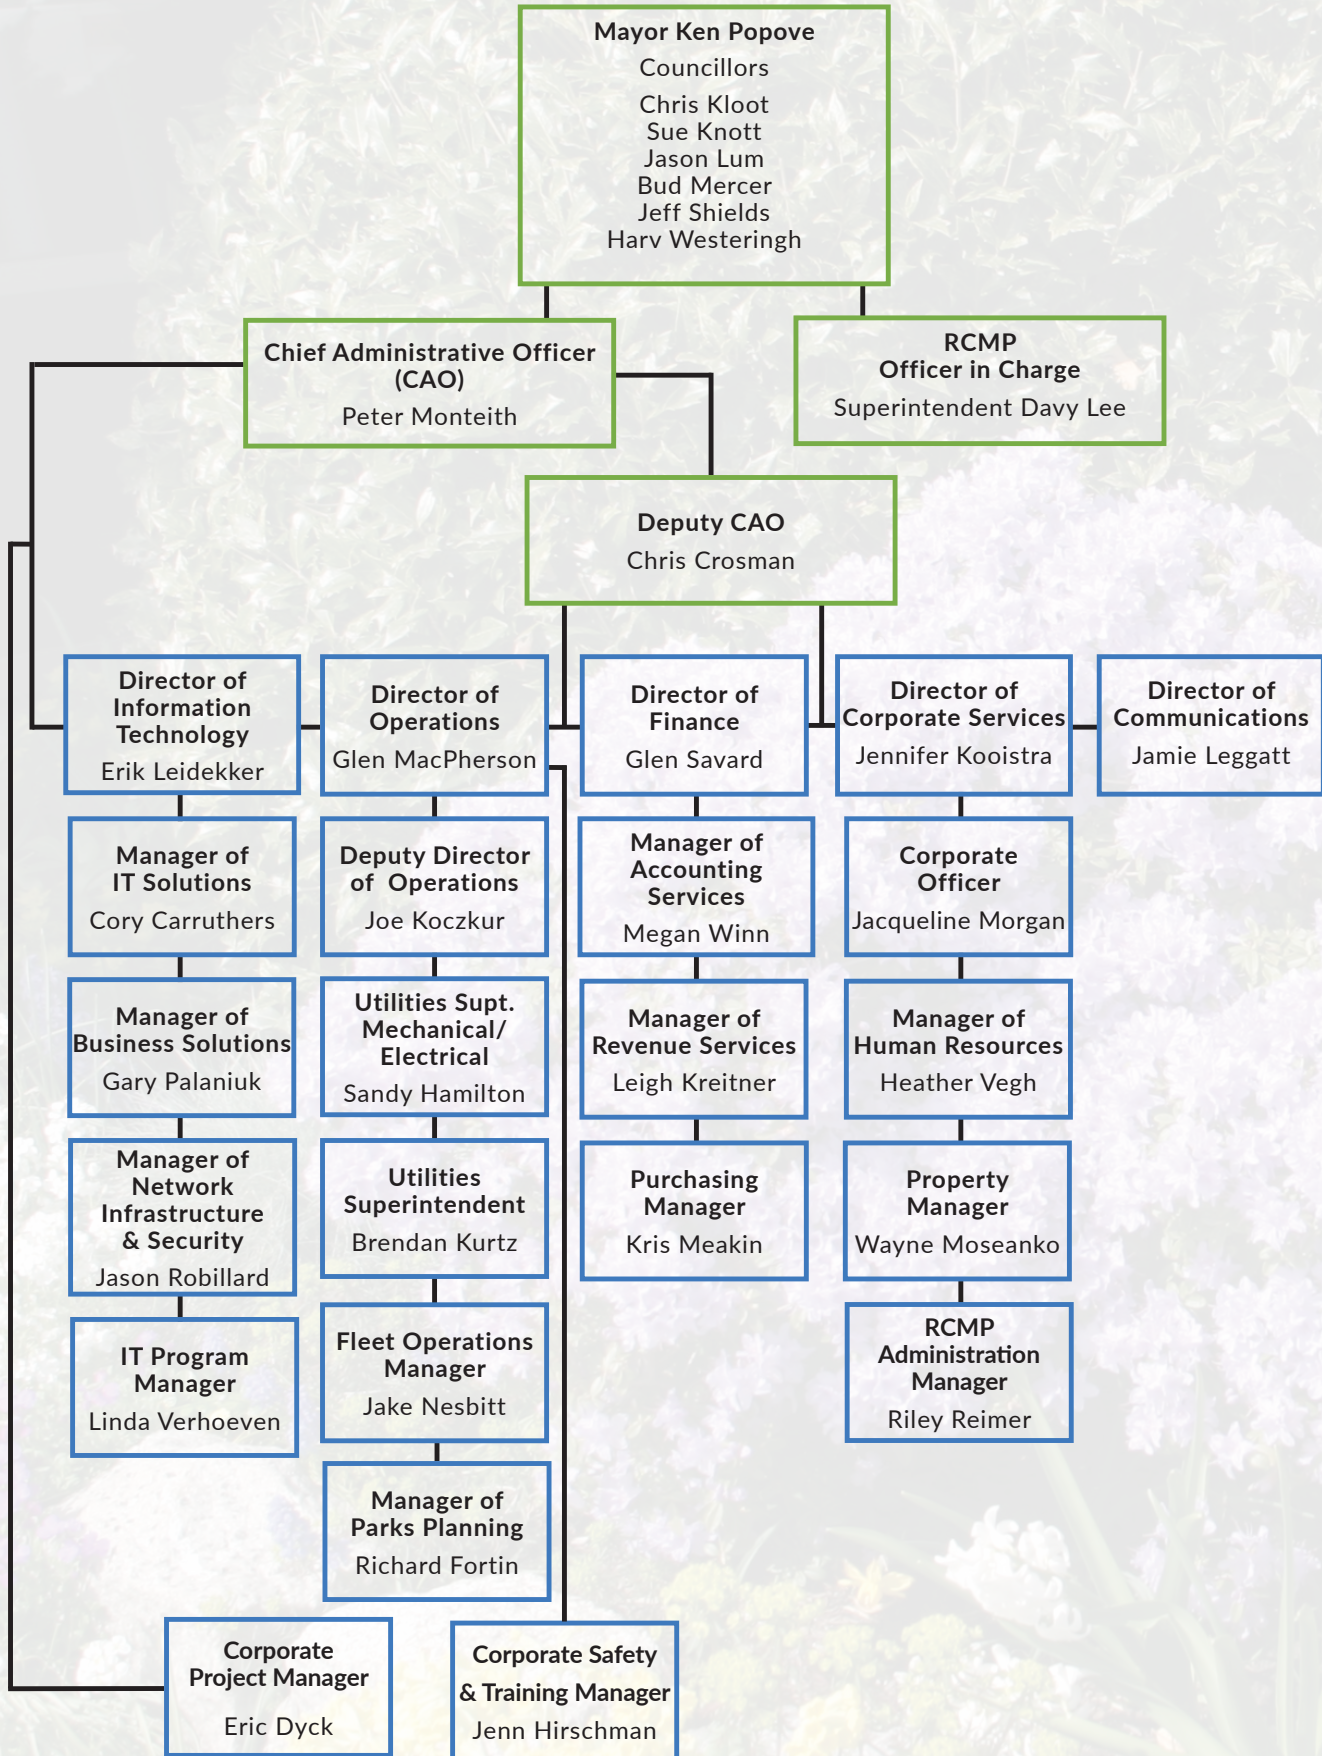 Mayor Ken Popove
Councillors
Chris Kloot
Sue Knott
Jason Lum
Bud Mercer
Jeff Shields
Harv Westeringh
Chief Administrative Officer
(CAO)
Peter Monteith
RCMP
Officer in Charge
Superintendent Davy Lee
Deputy CAO
Chris Crosman
Director of
Information
Technology
Erik Leidekker
Director of
Operations
Glen MacPherson
Director of
Finance
Glen Savard
Director of
Corporate Services
Jennifer Kooistra
Director of
Communications
Jamie Leggatt
Manager of
IT Solutions
Cory Carruthers
Deputy Director
of Operations
Joe Koczkur
Manager of
Accounting
Services
Megan Winn
Corporate
Officer
Jacqueline Morgan
Manager of
Business Solutions
Gary Palaniuk
Utilities Supt.
Mechanical/
Electrical
Sandy Hamilton
Manager of
Revenue Services
Leigh Kreitner
Manager of
Human Resources
Heather Vegh
Manager of
Network
Infrastructure
& Security
Jason Robillard
Utilities
Superintendent
Brendan Kurtz
Purchasing
Manager
Kris Meakin
Property
Manager
Wayne Moseanko
IT Program
Manager
Linda Verhoeven
Fleet Operations
Manager
Jake Nesbitt
RCMP
Administration
Manager
Riley Reimer
Manager of
Parks Planning
Richard Fortin
Corporate
Project Manager
Eric Dyck
Corporate Safety
& Training Manager
Jenn Hirschman